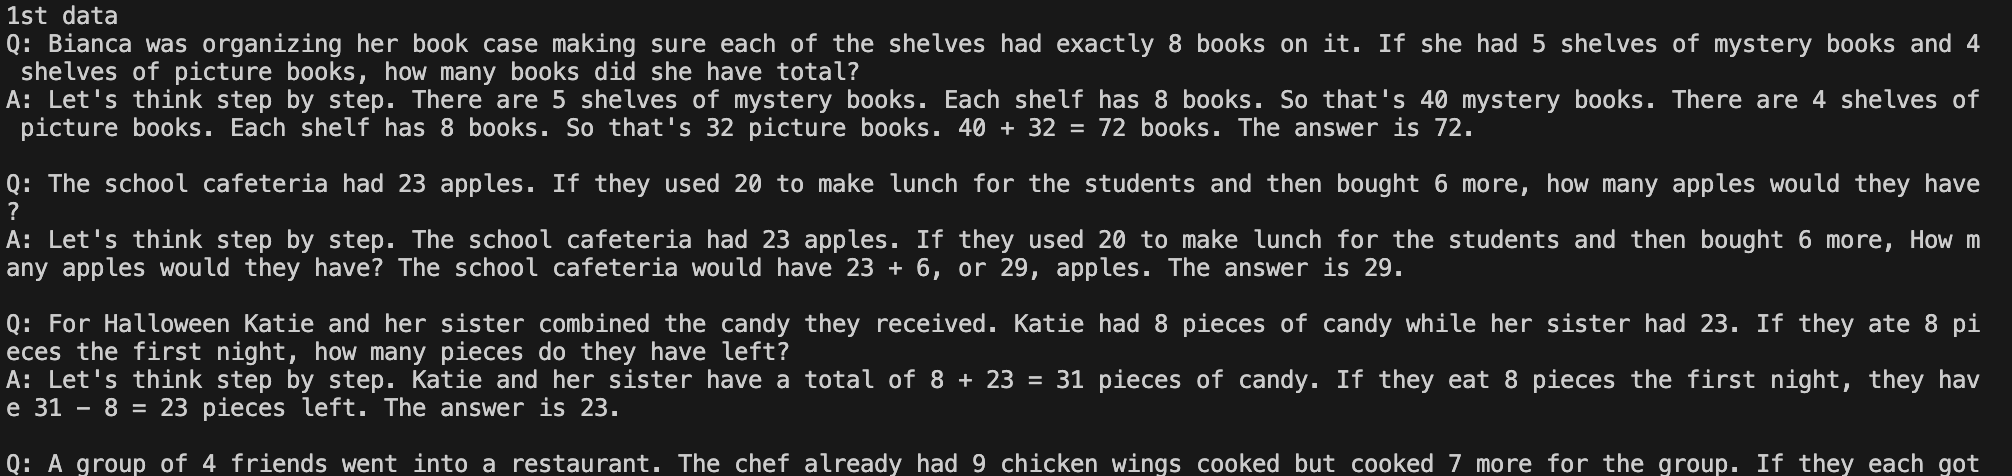 1st data
Q: Bianca was organizing her book case making sure each of the shelves had exactly 8 books on it. If she had 5 shelves of mystery books and 4
shelves of picture books, how many books did she have total?
A: Let's think step by step. There are 5 shelves of mystery books. Each shelf has 8 books. So that's 40 mystery books. There are 4 shelves of
picture books. Each shelf has 8 books. So that's 32 picture books. 40 + 32 = 72 books. The answer is 72.
Q: The school cafeteria had 23 apples. If they used 20 to make lunch for the students and then bought 6 more, how many apples would they have
?
A: Let's think step by step. The school cafeteria had 23 apples. If they used 20 to make lunch for the students and then bought 6 more, How m
any apples would they have? The school cafeteria would have 23 + 6, or 29, apples. The answer is 29.
Q: For Halloween Katie and her sister combined the candy they received. Katie had 8 pieces of candy while her sister had 23. If they ate 8 pi
eces the first night, how many pieces do they have left?
A: Let's think step by step. Katie and her sister have a total of 8 + 23 = 31 pieces of candy. If they eat 8 pieces the first night, they hav
e 31 − 8 = 23 pieces left. The answer is 23.
Q: A group of 4 friends went into a restaurant. The chef already had 9 chicken wings cooked but cooked 7 more for the group. If they each got